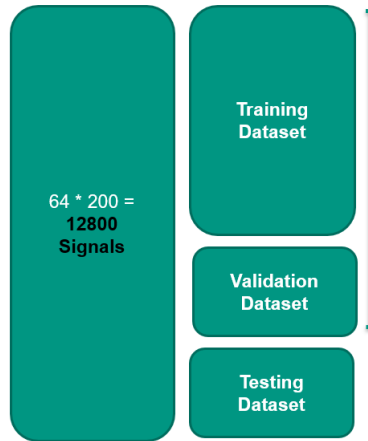 64 * 200 =
12800
Signals
Training
Dataset
Validation
Dataset
Testing
Dataset